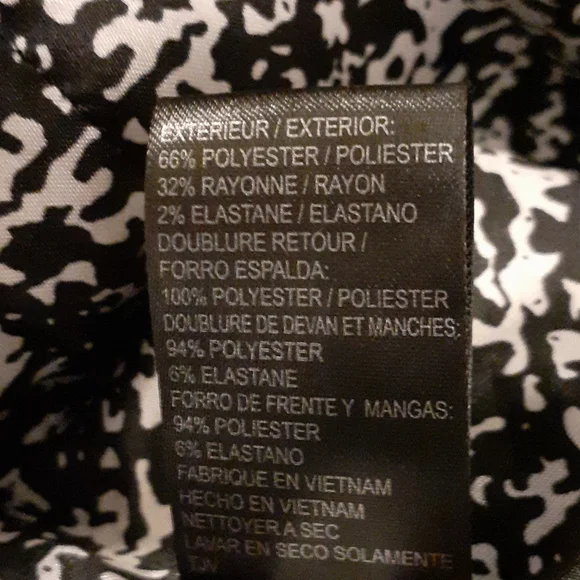 EXTERIEUR / EXTERIOR:
66% POLYESTER / POLIESTER
32% RAYONNE / RAYON
2% ELASTANE / ELASTANO
DOUBLURE RETOUR /
FORRO ESPALDA:
100% POLYESTER / POLIESTER
DOUBLURE DE DEVAN ET MANCHES:
94% POLYESTER
6% ELASTANE
FORRO DE FRENTE Y MANGAS:
94% POLIESTER
6% ELASTANO
FABRIQUE EN VIETNAM
HECHO EN VIETNAM
NETTOYER A SEC
LAVAR EN SECO SOLAMENTE